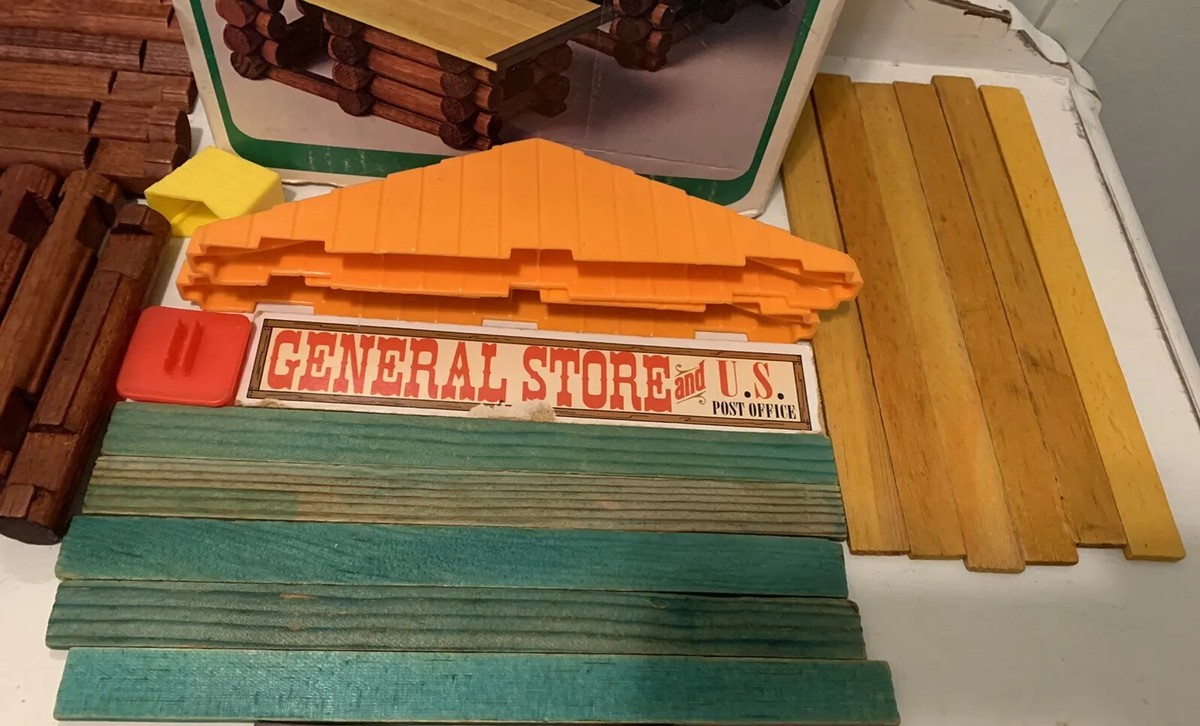 GENERAL STORE and U.S.
POST OFFICE